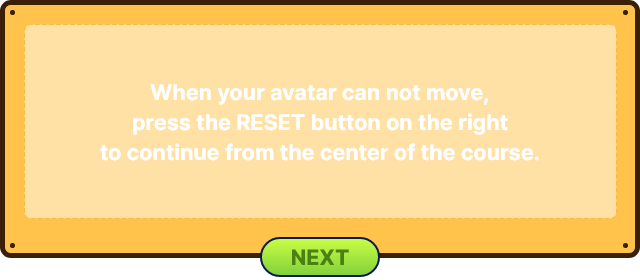 When your avatar can not move,
press the RESET button on the right
to continue from the center of the course.
NEXT